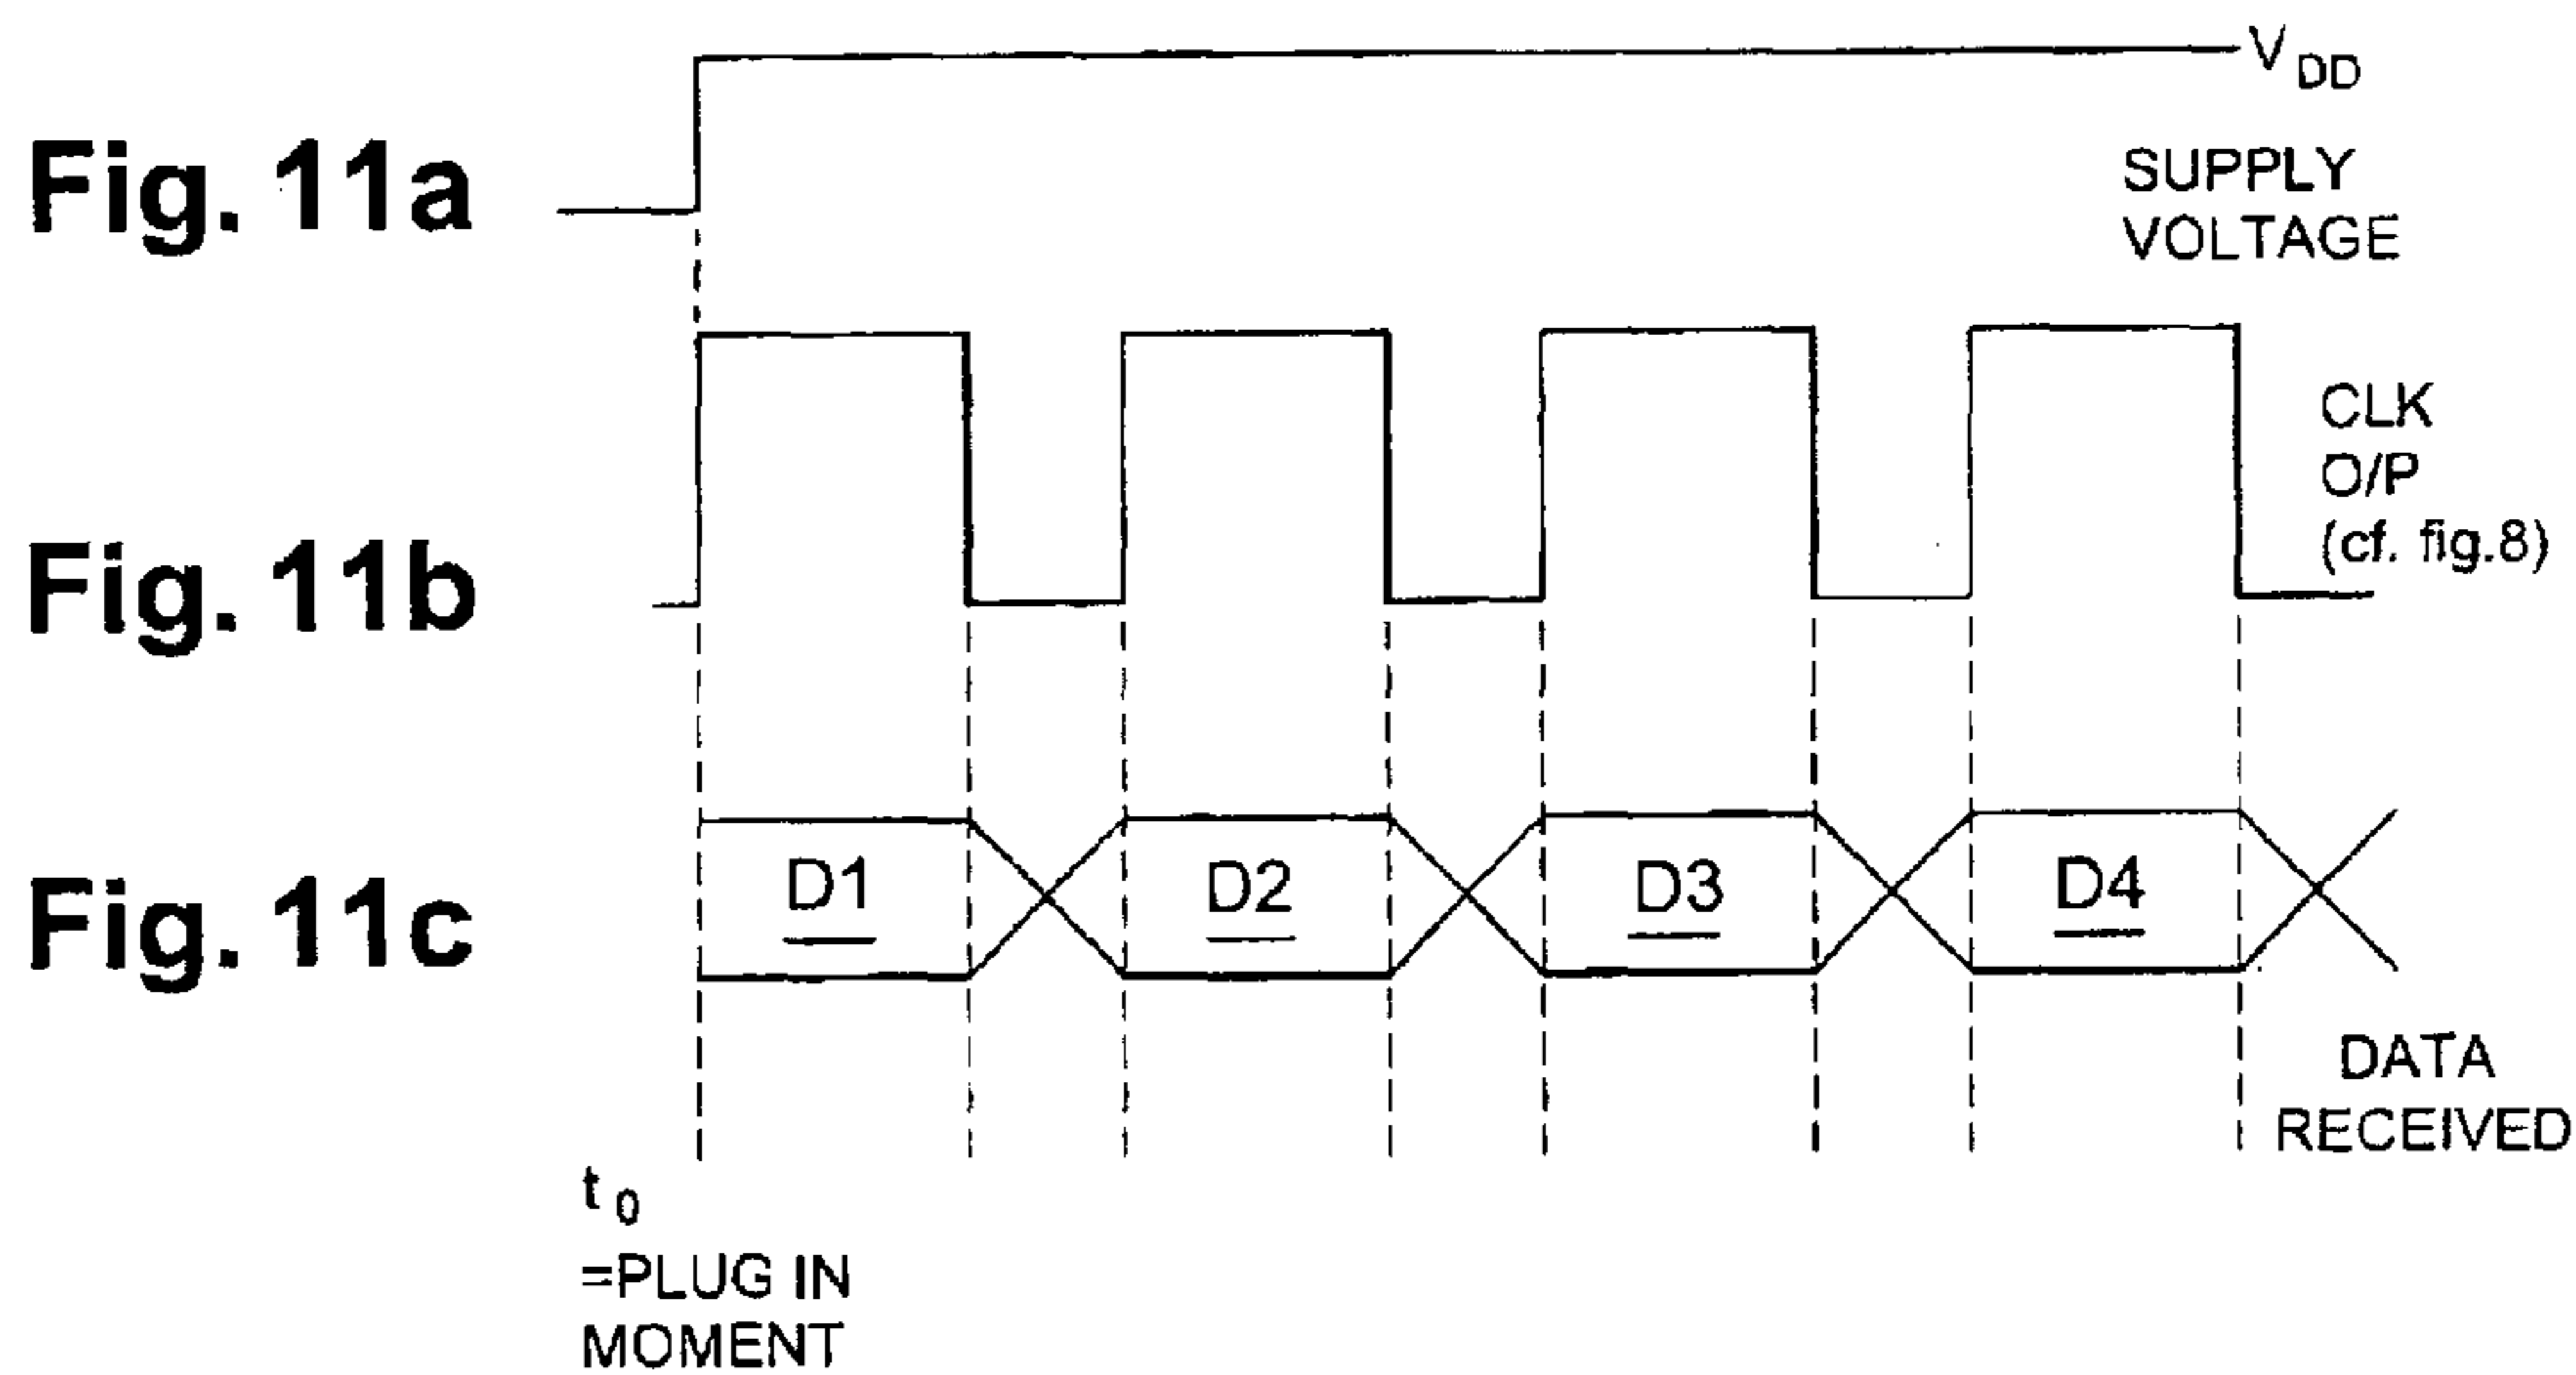 V DD
Fig. 11a
SUPPLY
VOLTAGE
CLK
O/P
(cf. fig.8)
Fig. 11b
D1
D2
D3
D4
Fig. 11c
DATA
RECEIVED
t 0
=PLUG IN
MOMENT